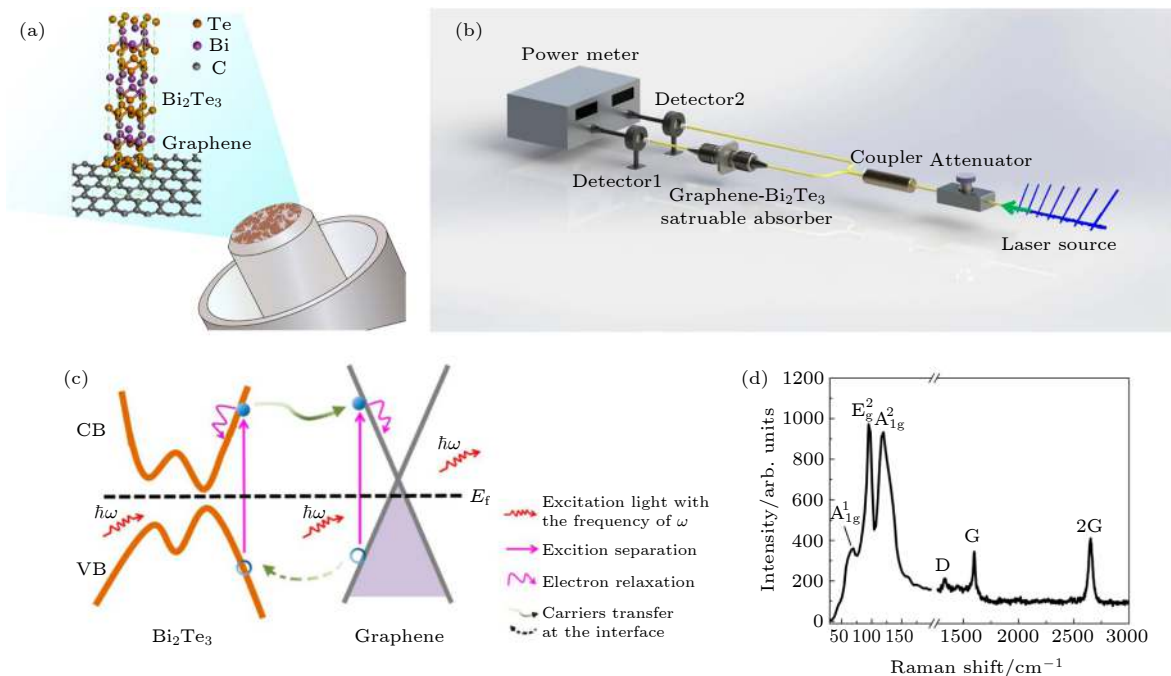 (a)
Te
Bi
C
Bi₂Te₃
Graphene
(b)
Power meter
Detector2
Detector1
Coupler
Attenuator
Graphene-Bi₂Te₃
satruable absorber
Laser source
(c)
CB
VB
ħω
ħω
ħω
E_f
Bi₂Te₃
Graphene
Excitation light with
the frequency of ω
Excition separation
Electron relaxation
Carriers transfer
at the interface
(d)
Intensity/arb. units
1200
1000
800
600
400
200
0
A¹₁g
E²g
A²₁g
D
G
2G
50 100 150 1500 2000 2500 3000
Raman shift/cm⁻¹